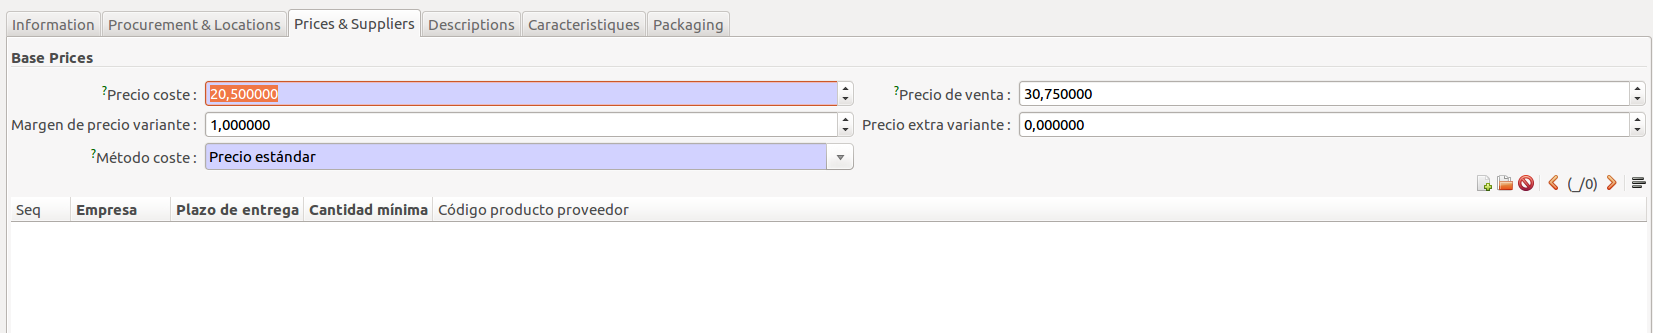 Information Procurement & Locations Prices & Suppliers Descriptions Caracteristiques Packaging
Base Prices
?Precio coste : 20,500000 ?Precio de venta : 30,750000
Margen de precio variante : 1,000000 Precio extra variante : 0,000000
?Método coste : Precio estándar
(_/0)
Seq Empresa Plazo de entrega Cantidad mínima Código producto proveedor